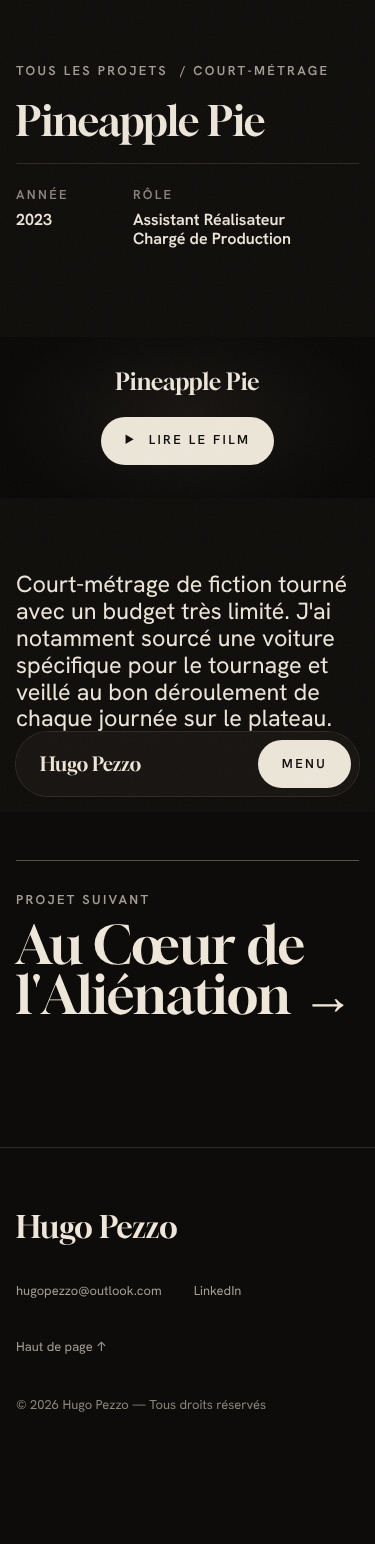 TOUS LES PROJETS / COURT-MÉTRAGE
Pineapple Pie
ANNÉE
2023
RÔLE
Assistant Réalisateur
Chargé de Production
Pineapple Pie
▶ LIRE LE FILM
Court-métrage de fiction tourné
avec un budget très limité. J'ai
notamment sourcé une voiture
spécifique pour le tournage et
veillé au bon déroulement de
chaque journée sur le plateau.
Hugo Pezzo
MENU
PROJET SUIVANT
Au Cœur de
l'Aliénation →
Hugo Pezzo
hugopezzo@outlook.com
LinkedIn
Haut de page ↑
© 2026 Hugo Pezzo — Tous droits réservés